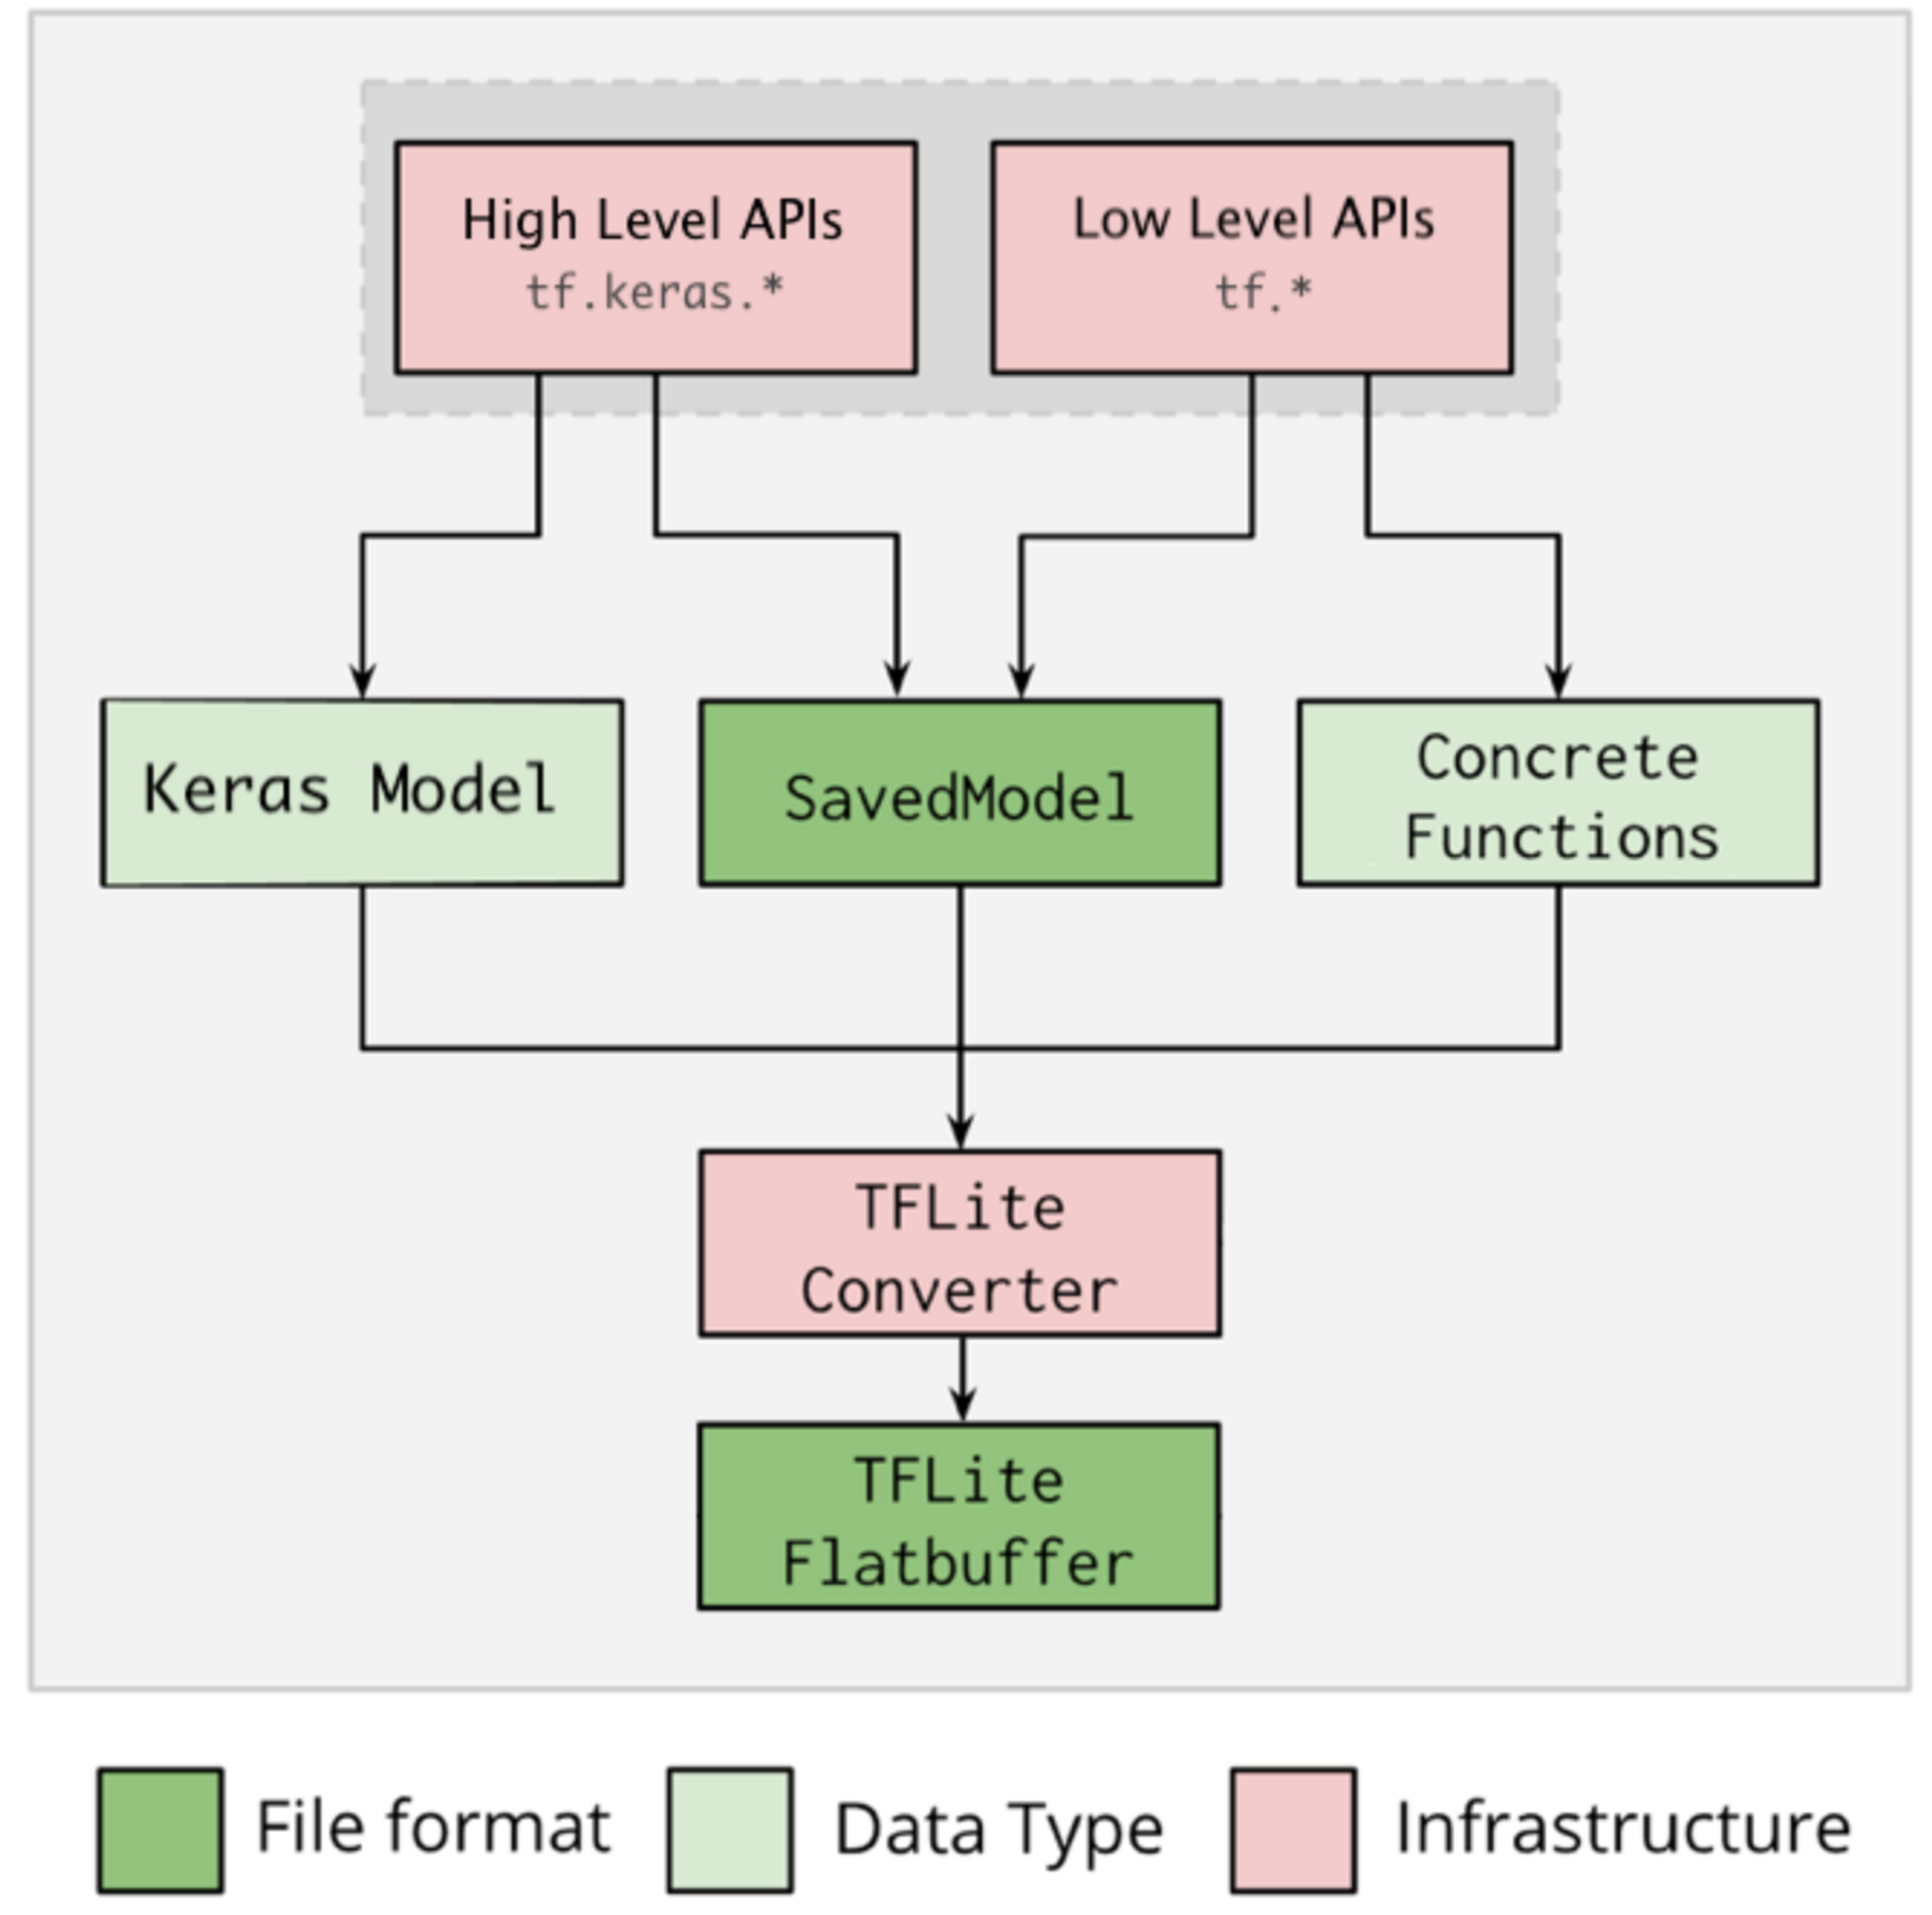 High Level APIs
tf.keras.*
Low Level APIs
tf.*
Keras Model
SavedModel
Concrete
Functions
TFLite
Converter
TFLite
Flatbuffer
File format
Data Type
Infrastructure